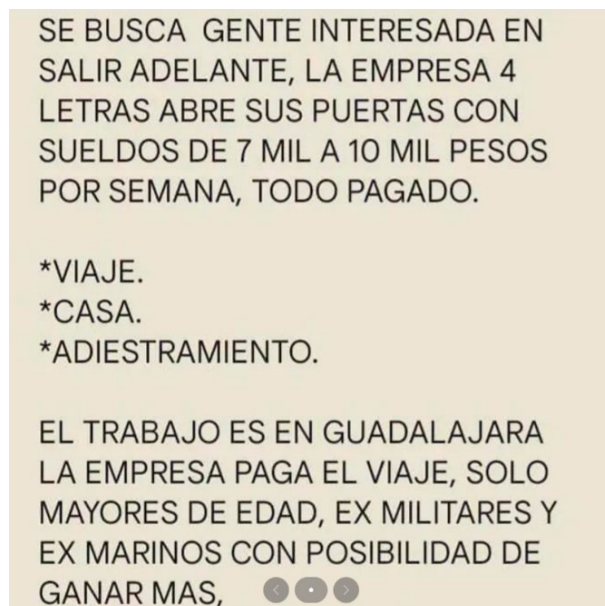 SE BUSCA GENTE INTERESADA EN
SALIR ADELANTE, LA EMPRESA 4
LETRAS ABRE SUS PUERTAS CON
SUELDOS DE 7 MIL A 10 MIL PESOS
POR SEMANA, TODO PAGADO.
*VIAJE.
*CASA.
*ADIESTRAMIENTO.
EL TRABAJO ES EN GUADALAJARA
LA EMPRESA PAGA EL VIAJE, SOLO
MAYORES DE EDAD, EX MILITARES Y
EX MARINOS CON POSIBILIDAD DE
GANAR MAS,